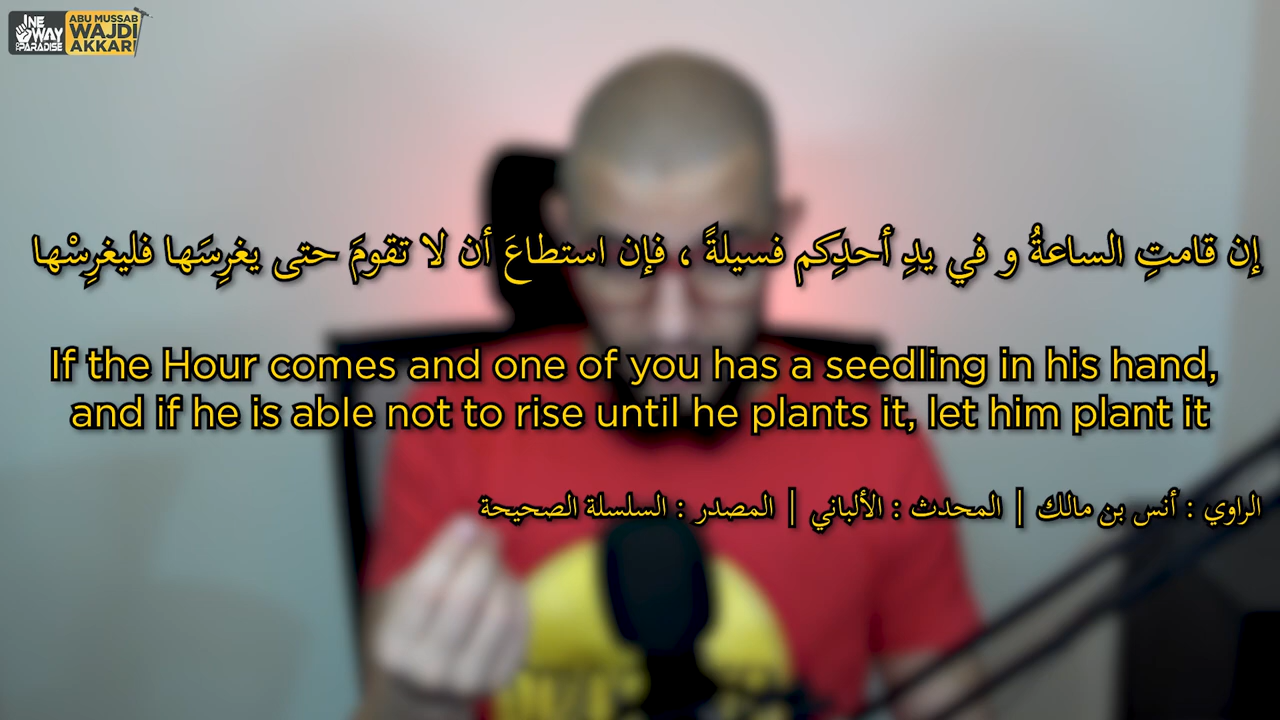 ONE WAY TO PARADISE
ABU MUSSAB
WAJDI
AKKARI
إن قامتِ الساعةُ و في يدِ أحدِكم فسيلةً ، فإن استطاعَ أن لا تقومَ حتى يغرِسَها فليغرِسْها
If the Hour comes and one of you has a seedling in his hand,
and if he is able not to rise until he plants it, let him plant it
الراوي : أنس بن مالك | المحدث : الألباني | المصدر : السلسلة الصحيحة